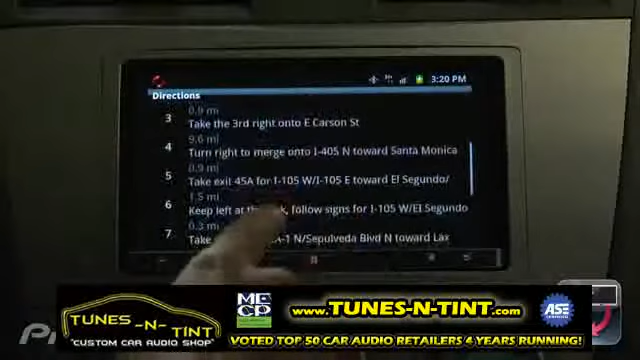 3:20 PM
Directions
0.9 mi
3 Take the 3rd right onto E Carson St
9.6 mi
4 Turn right to merge onto I-405 N toward Santa Monica
0.9 mi
5 Take exit 45A for I-105 W/I-105 E toward El Segundo/
1.5 mi
6 Keep left at the, follow signs for I-105 W/El Segundo
0.3 mi
7 Take A-1 N/Sepulveda Blvd N toward Lax
TUNES -N- TINT
"CUSTOM CAR AUDIO SHOP"
MECP
www.TUNES-N-TINT.com
ASE
VOTED TOP 50 CAR AUDIO RETAILERS 4 YEARS RUNNING!